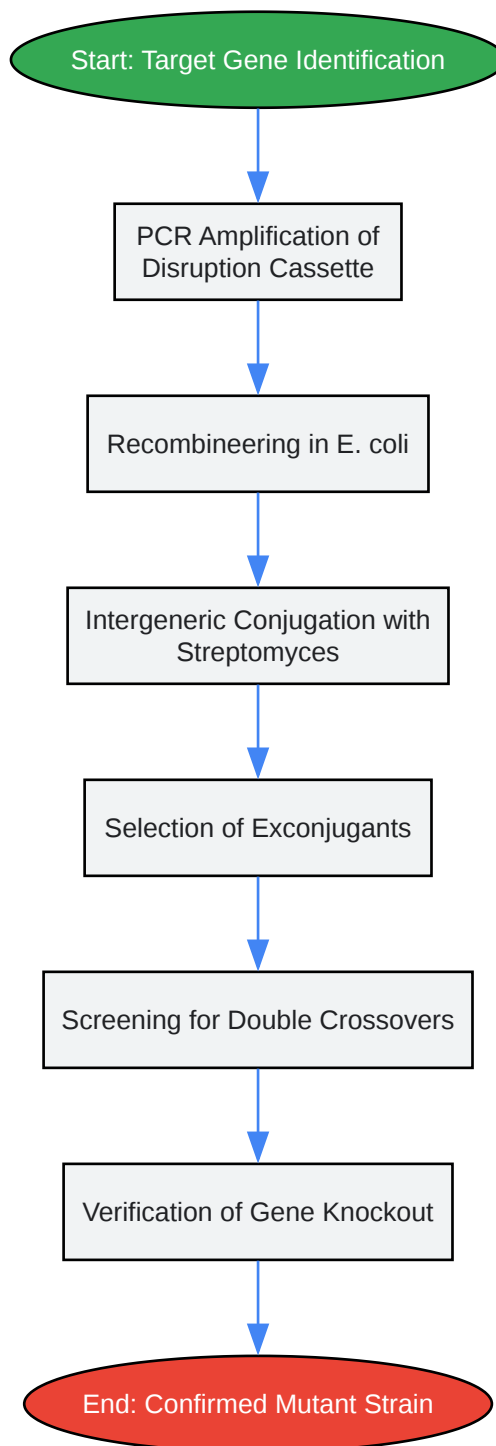 Start: Target Gene Identification
PCR Amplification of
Disruption Cassette
Recombineering in E. coli
Intergeneric Conjugation with
Streptomyces
Selection of Exconjugants
Screening for Double Crossovers
Verification of Gene Knockout
End: Confirmed Mutant Strain